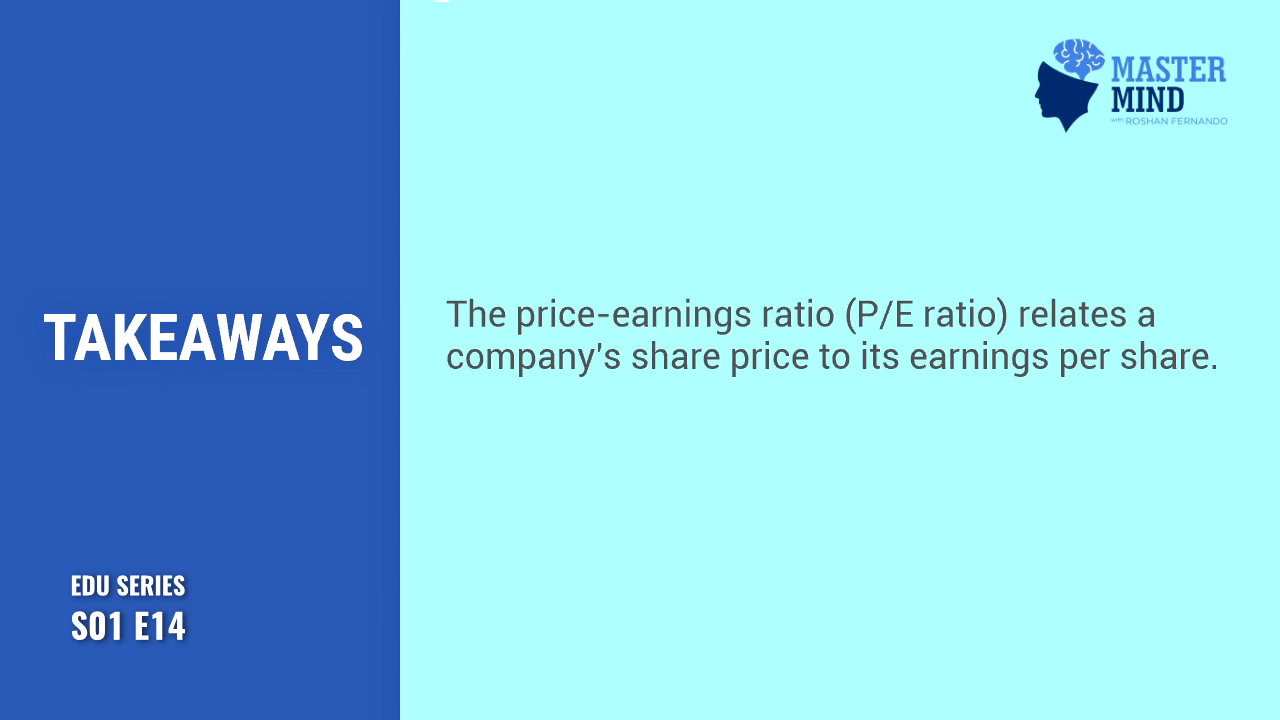 MASTER
MIND
with ROSHAN FERNANDO
TAKEAWAYS
The price-earnings ratio (P/E ratio) relates a
company's share price to its earnings per share.
EDU SERIES
S01 E14